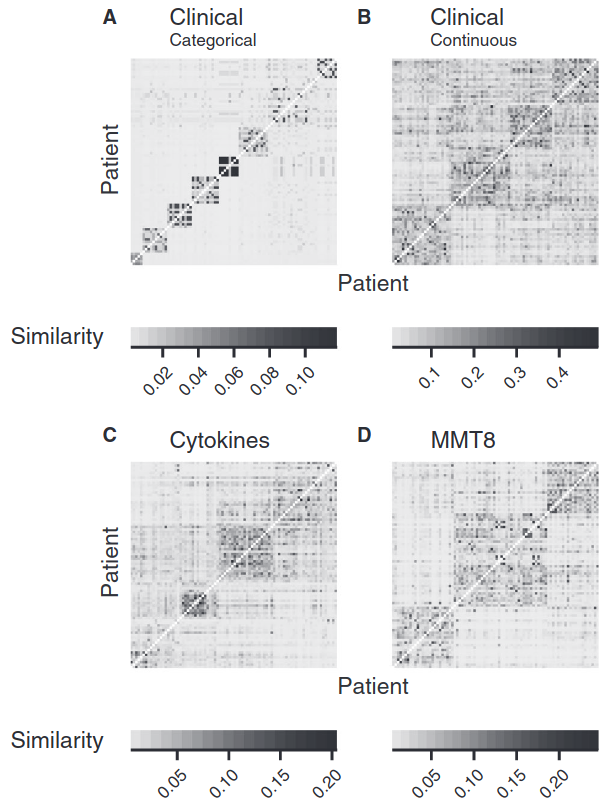 A Clinical
Categorical
B Clinical
Continuous
Patient
Patient
Similarity
0.02 0.04 0.06 0.08 0.10
0.1 0.2 0.3 0.4
C Cytokines
D MMT8
Patient
Patient
Similarity
0.05 0.10 0.15 0.20
0.05 0.10 0.15 0.20